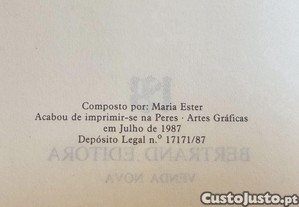 Composto por: Maria Ester
Acabou de imprimir-se na Peres - Artes Gráficas
em Julho de 1987
Depósito Legal n.º 17171/87
BERTRAND EDITORA
VENDA NOVA
CustoJusto.pt